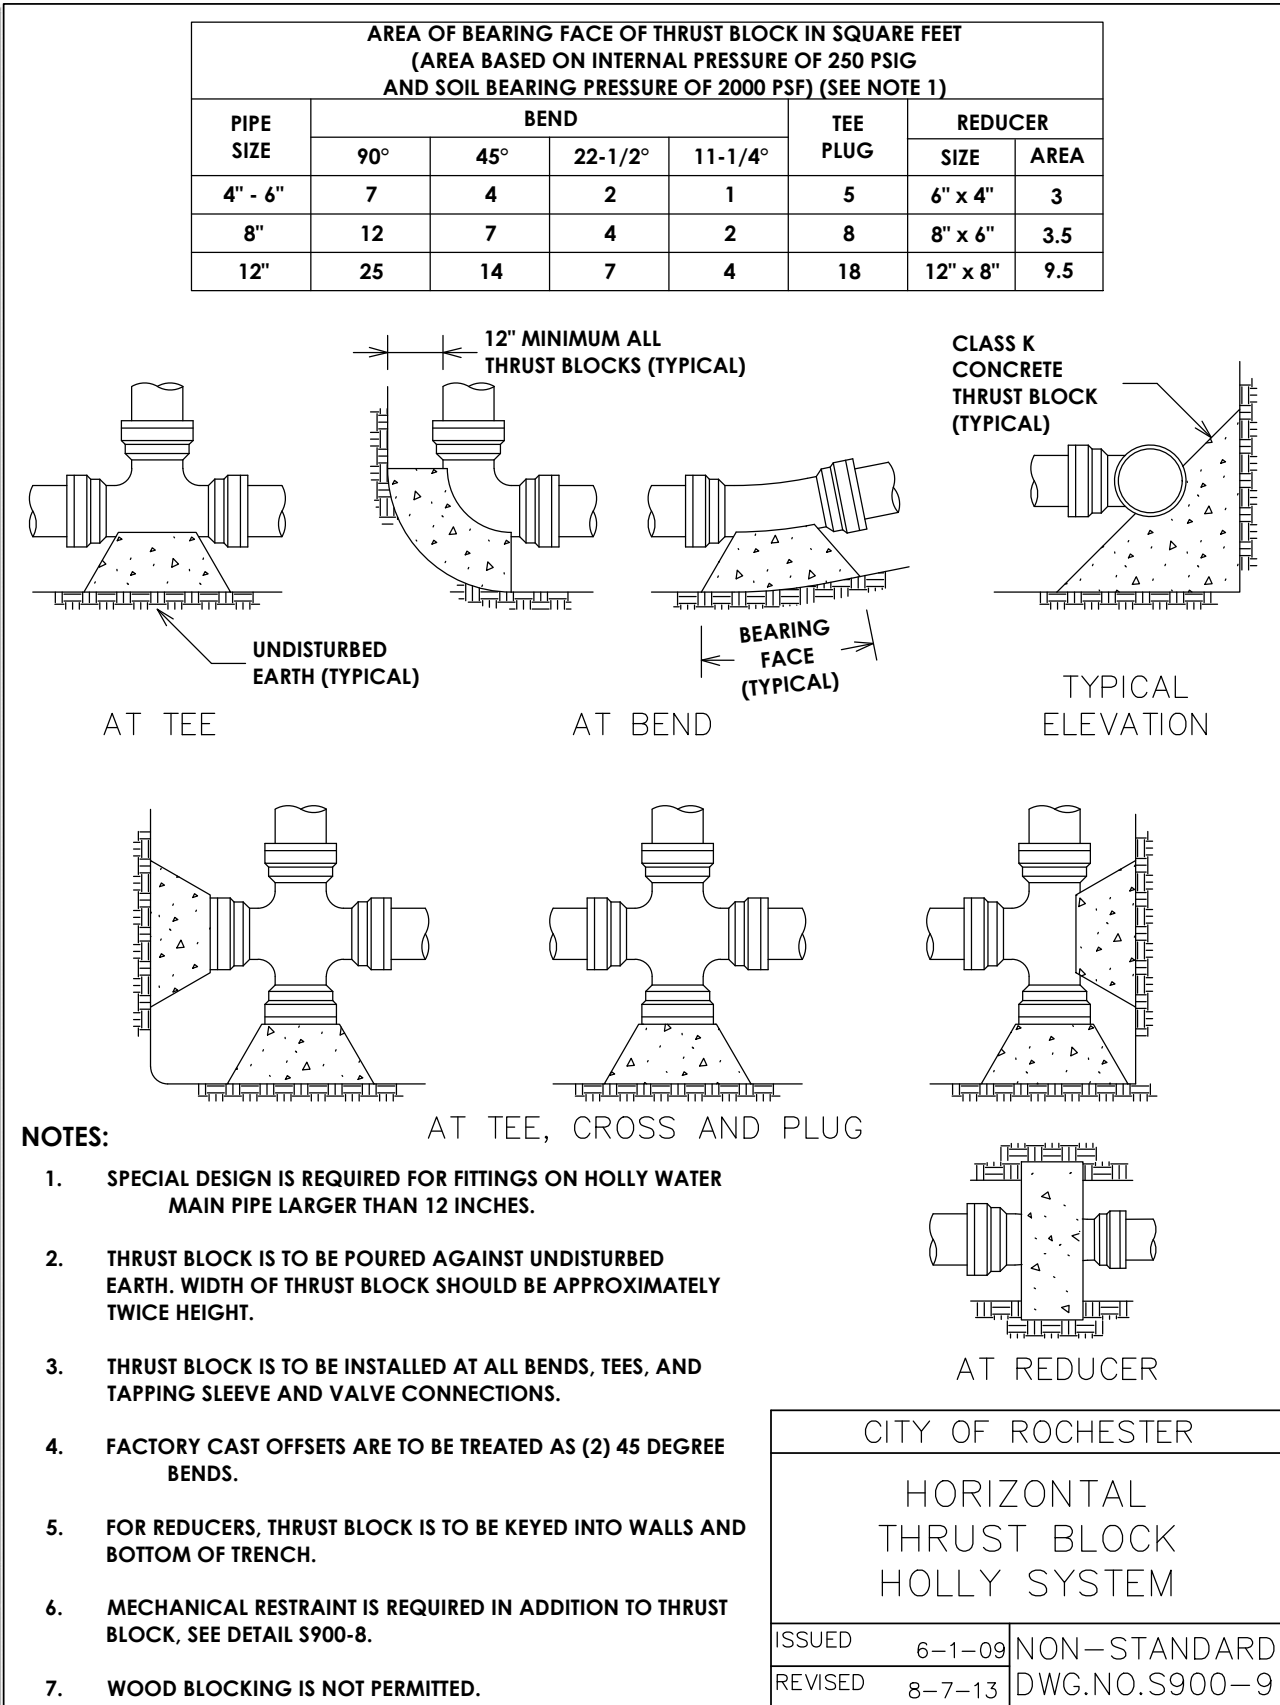 AREA OF BEARING FACE OF THRUST BLOCK IN SQUARE FEET
(AREA BASED ON INTERNAL PRESSURE OF 250 PSIG
AND SOIL BEARING PRESSURE OF 2000 PSF) (SEE NOTE 1)
PIPE SIZE BEND TEE PLUG REDUCER
90° 45° 22-1/2° 11-1/4° SIZE AREA
4" - 6" 7 4 2 1 5 6" x 4" 3
8" 12 7 4 2 8 8" x 6" 3.5
12" 25 14 7 4 18 12" x 8" 9.5
12" MINIMUM ALL
THRUST BLOCKS (TYPICAL)
CLASS K
CONCRETE
THRUST BLOCK
(TYPICAL)
UNDISTURBED
EARTH (TYPICAL)
BEARING
FACE
(TYPICAL)
AT TEE
AT BEND
TYPICAL
ELEVATION
AT TEE, CROSS AND PLUG
AT REDUCER
NOTES:
1. SPECIAL DESIGN IS REQUIRED FOR FITTINGS ON HOLLY WATER
MAIN PIPE LARGER THAN 12 INCHES.
2. THRUST BLOCK IS TO BE POURED AGAINST UNDISTURBED
EARTH. WIDTH OF THRUST BLOCK SHOULD BE APPROXIMATELY
TWICE HEIGHT.
3. THRUST BLOCK IS TO BE INSTALLED AT ALL BENDS, TEES, AND
TAPPING SLEEVE AND VALVE CONNECTIONS.
4. FACTORY CAST OFFSETS ARE TO BE TREATED AS (2) 45 DEGREE
BENDS.
5. FOR REDUCERS, THRUST BLOCK IS TO BE KEYED INTO WALLS AND
BOTTOM OF TRENCH.
6. MECHANICAL RESTRAINT IS REQUIRED IN ADDITION TO THRUST
BLOCK, SEE DETAIL S900-8.
7. WOOD BLOCKING IS NOT PERMITTED.
CITY OF ROCHESTER
HORIZONTAL
THRUST BLOCK
HOLLY SYSTEM
ISSUED 6-1-09
REVISED 8-7-13
NON-STANDARD
DWG.NO.S900-9